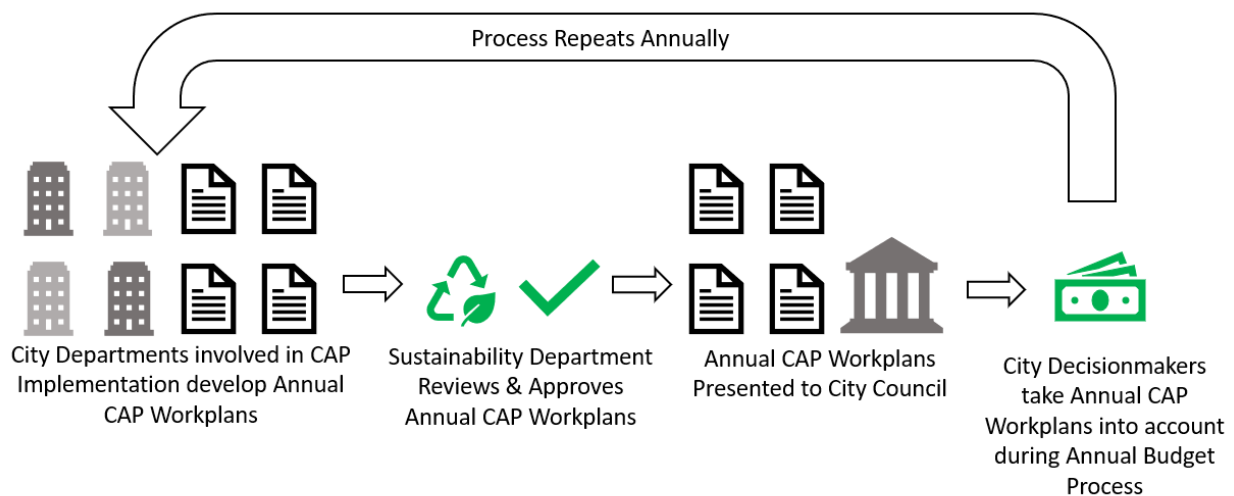 Process Repeats Annually
City Departments involved in CAP
Implementation develop Annual
CAP Workplans
Sustainability Department
Reviews & Approves
Annual CAP Workplans
Annual CAP Workplans
Presented to City Council
City Decisionmakers
take Annual CAP
Workplans into account
during Annual Budget
Process